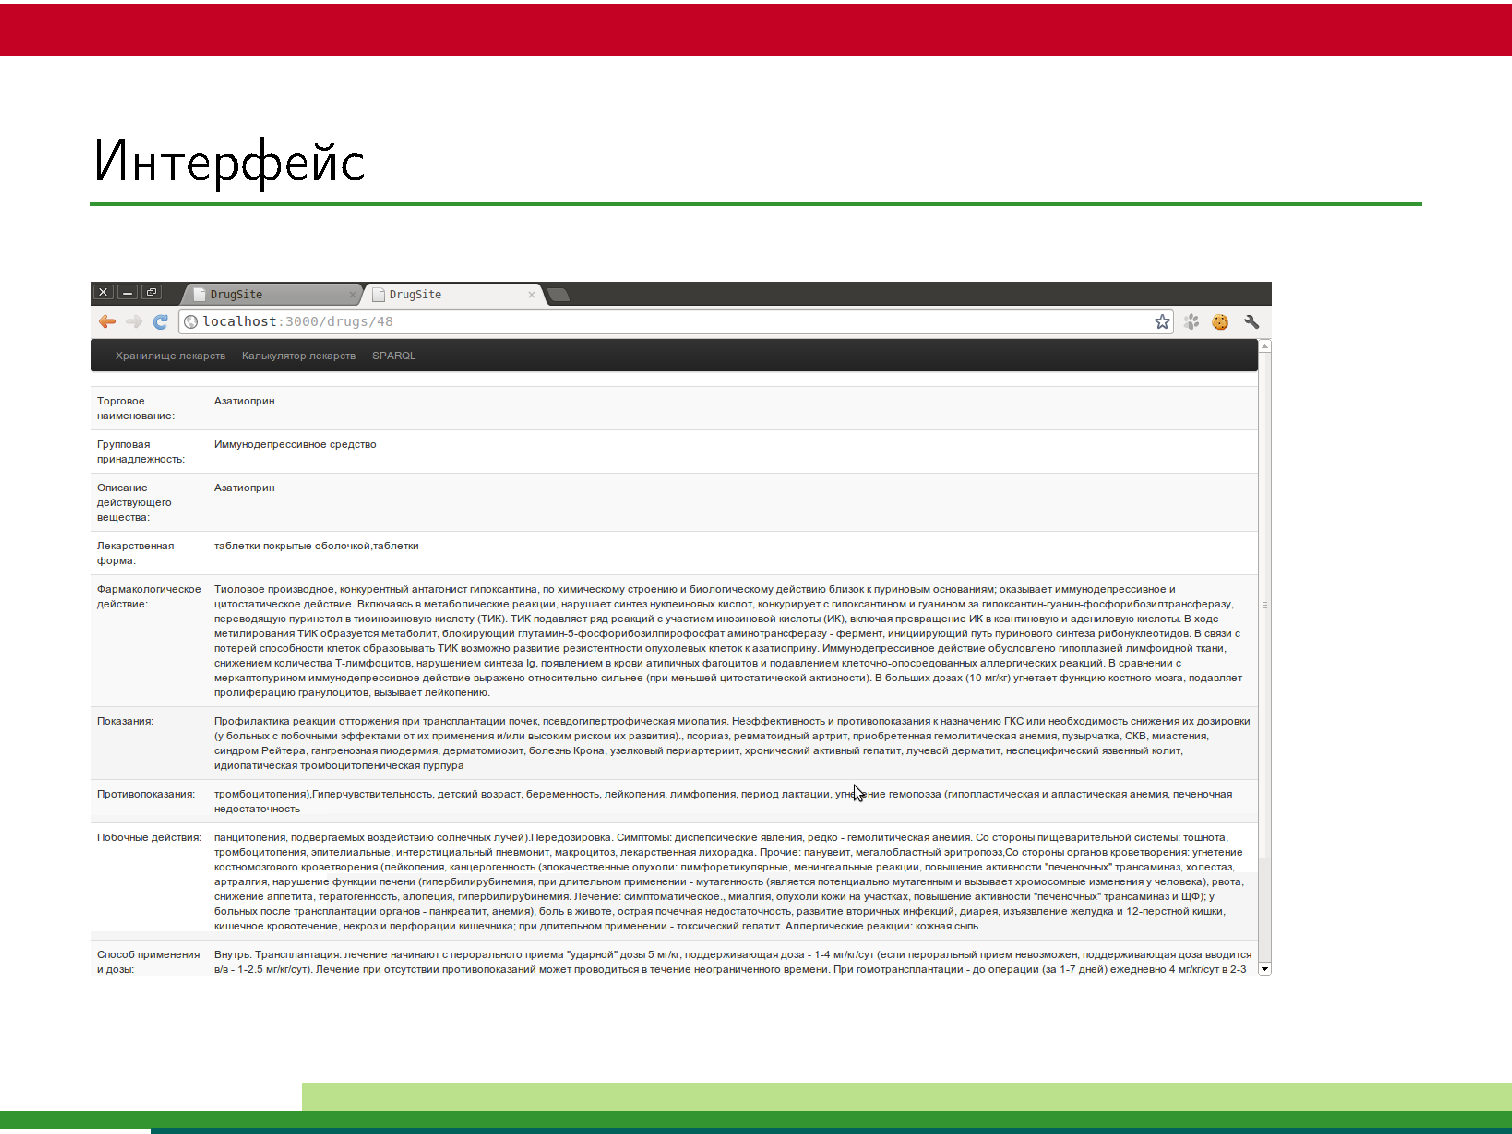 Интерфейс
DrugSite
DrugSite
localhost:3000/drugs/48
Хранилище лекарств Калькулятор лекарств SPARQL
Торговое наименование: Азатиоприн
Групповая принадлежность: Иммунодепрессивное средство
Описание действующего вещества: Азатиоприн
Лекарственная форма: таблетки покрытые оболочкой,таблетки
Фармакологическое действие:
Тиоловое производное, конкурентный антагонист гипоксантина, по химическому строению и биологическому действию близок к пуриновым основаниям; оказывает иммунодепрессивное и
цитостатическое действие. Включаясь в метаболические реакции, нарушает синтез нуклеиновых кислот, конкурирует с гипоксантином и гуанином за гипоксантин-гуанин-фосфорибозилтрансферазу,
переводящую пуринетол в тиоинозиновую кислоту (ТИК). ТИК подавляет ряд реакций с участием инозиновой кислоты (ИК), включая превращение ИК в ксантиновую и адениловую кислоты. В ходе
метилирования ТИК образуется метаболит, блокирующий глутамин-5-фосфорибозилпирофосфат аминотрансферазу - фермент, инициирующий путь пуринового синтеза рибонуклеотидов. В связи с
потерей способности клеток образовывать ТИК возможно развитие резистентности опухолевых клеток к азатиоприну. Иммунодепрессивное действие обусловлено гипоплазией лимфоидной ткани,
снижением количества Т-лимфоцитов, нарушением синтеза Ig, появлением в крови атипичных фагоцитов и подавлением клеточно-опосредованных аллергических реакций. В сравнении с
меркаптопурином иммунодепрессивное действие выражено относительно сильнее (при меньшей цитостатической активности). В больших дозах (10 мг/кг) угнетает функцию костного мозга, подавляет
пролиферацию гранулоцитов, вызывает лейкопению.
Показания:
Профилактика реакции отторжения при трансплантации почек, псевдогипертрофическая миопатия. Неэффективность и противопоказания к назначению ГКС или необходимость снижения их дозировки
(у больных с побочными эффектами от их применения и/или высоким риском их развития)., псориаз, ревматоидный артрит, приобретенная гемолитическая анемия, пузырчатка, СКВ, миастения,
синдром Рейтера, гангренозная пиодермия, дерматомиозит, болезнь Крона, узелковый периартериит, хронический активный гепатит, лучевой дерматит, неспецифический язвенный колит,
идиопатическая тромбоцитопеническая пурпура
Противопоказания:
тромбоцитопения),Гиперчувствительность, детский возраст, беременность, лейкопения, лимфопения, период лактации, угнетение гемопоэза (гипопластическая и апластическая анемия, печеночная
недостаточность
Побочные действия:
панцитопения, подвергаемых воздействию солнечных лучей).Передозировка. Симптомы: диспепсические явления, редко - гемолитическая анемия. Со стороны пищеварительной системы: тошнота,
тромбоцитопения, эпителиальные, интерстициальный пневмонит, макроцитоз, лекарственная лихорадка. Прочие: панувеит, мегалобластный эритропоэз,Со стороны органов кроветворения: угнетение
костномозгового кроветворения (лейкопения, канцерогенность (злокачественные опухоли: лимфоретикулярные, менингеальные реакции, повышение активности "печеночных" трансаминаз, холестаз,
артралгия, нарушение функции печени (гипербилирубинемия, при длительном применении - мутагенность (является потенциально мутагенным и вызывает хромосомные изменения у человека), рвота,
снижение аппетита, тератогенность, алопеция, гипербилирубинемия. Лечение: симптоматическое., миалгия, опухоли кожи на участках, повышение активности "печеночных" трансаминаз и ЩФ); у
больных после трансплантации органов - панкреатит, анемия), боль в животе, острая почечная недостаточность, развитие вторичных инфекций, диарея, изъязвление желудка и 12-перстной кишки,
кишечное кровотечение, некроз и перфорации кишечника; при длительном применении - токсический гепатит. Аллергические реакции: кожная сыпь
Способ применения и дозы:
Внутрь. Трансплантация: лечение начинают с перорального приема "ударной" дозы 5 мг/кг, поддерживающая доза - 1-4 мг/кг/сут (если пероральный прием невозможен, поддерживающая доза вводится
в/в - 1-2.5 мг/кг/сут). Лечение при отсутствии противопоказаний может проводиться в течение неограниченного времени. При гомотрансплантации - до операции (за 1-7 дней) ежедневно 4 мг/кг/сут в 2-3